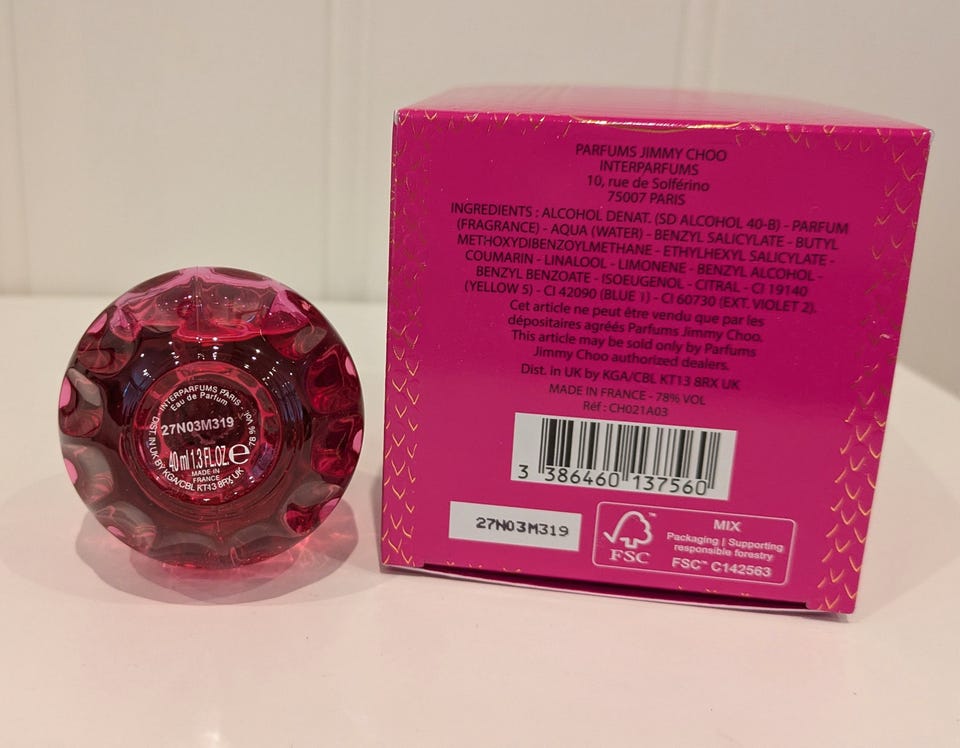 INTERPARFUMS PARIS -
Eau de Parfum
27N03M319
40 ml 1.3 FL.OZ e
MADE IN
FRANCE
DIST. IN UK BY KGA/CBL KT13 8RX UK
78 % Vol.
PARFUMS JIMMY CHOO
INTERPARFUMS
10, rue de Solférino
75007 PARIS
INGREDIENTS : ALCOHOL DENAT. (SD ALCOHOL 40-B) - PARFUM
(FRAGRANCE) - AQUA (WATER) - BENZYL SALICYLATE - BUTYL
METHOXYDIBENZOYLMETHANE - ETHYLHEXYL SALICYLATE -
COUMARIN - LINALOOL - LIMONENE - BENZYL ALCOHOL -
BENZYL BENZOATE - ISOEUGENOL - CITRAL - CI 19140
(YELLOW 5) - CI 42090 (BLUE 1) - CI 60730 (EXT. VIOLET 2).
Cet article ne peut être vendu que par les
dépositaires agréés Parfums Jimmy Choo.
This article may be sold only by Parfums
Jimmy Choo authorized dealers.
Dist. in UK by KGA/CBL KT13 8RX UK
MADE IN FRANCE - 78% VOL
Réf : CH021A03
3 386460 137560
27N03M319
FSC
MIX
Packaging | Supporting
responsible forestry
FSC™ C142563